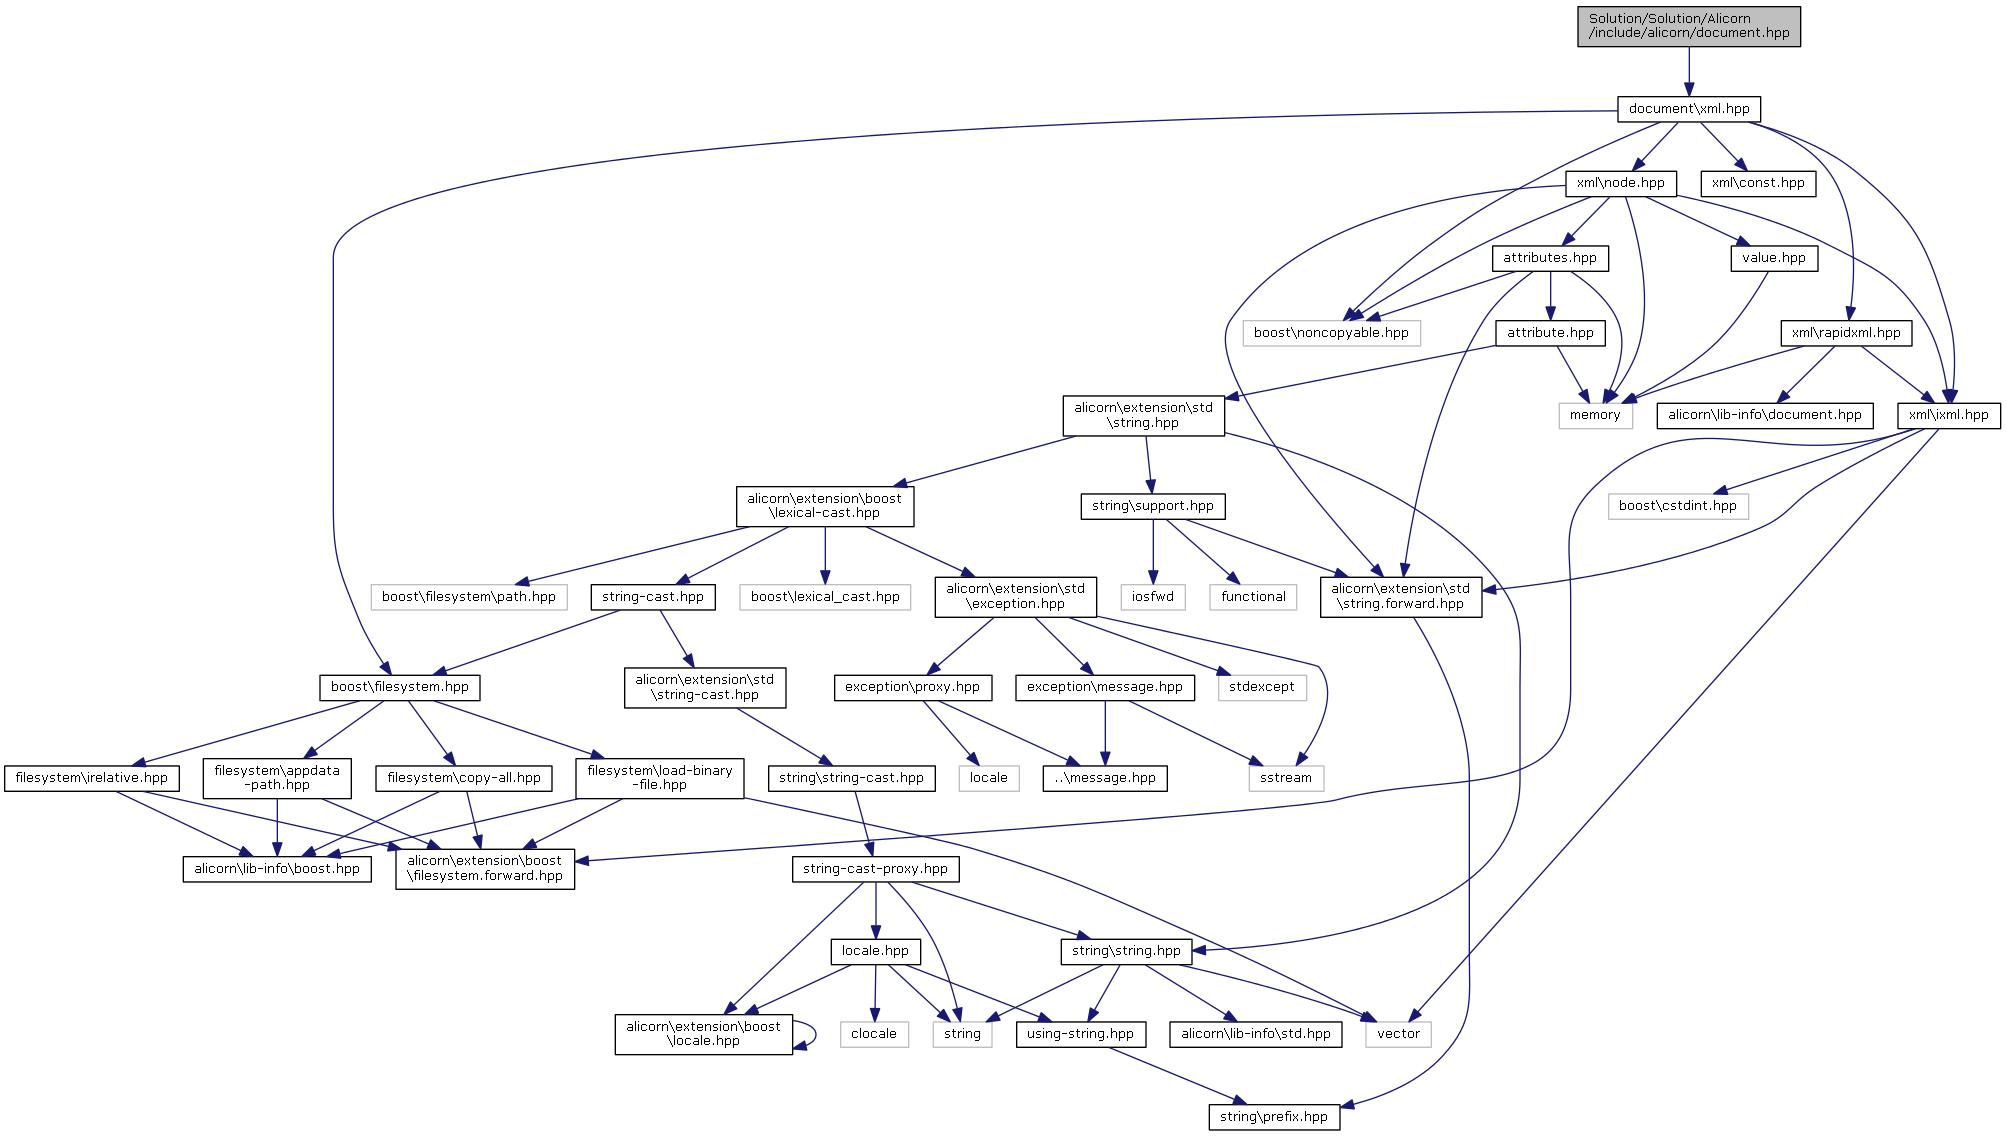 Solution/Solution/Alicorn
/include/alicorn/document.hpp
document\xml.hpp
xml\node.hpp
xml\const.hpp
attributes.hpp
value.hpp
boost\noncopyable.hpp
attribute.hpp
xml\rapidxml.hpp
alicorn\extension\std
\string.hpp
memory
alicorn\lib-info\document.hpp
xml\ixml.hpp
alicorn\extension\boost
\lexical-cast.hpp
string\support.hpp
boost\cstdint.hpp
boost\filesystem\path.hpp
string-cast.hpp
boost\lexical_cast.hpp
alicorn\extension\std
\exception.hpp
iosfwd
functional
alicorn\extension\std
\string.forward.hpp
boost\filesystem.hpp
alicorn\extension\std
\string-cast.hpp
exception\proxy.hpp
exception\message.hpp
stdexcept
filesystem\irelative.hpp
filesystem\appdata
-path.hpp
filesystem\copy-all.hpp
filesystem\load-binary
-file.hpp
string\string-cast.hpp
locale
..\message.hpp
sstream
alicorn\lib-info\boost.hpp
alicorn\extension\boost
\filesystem.forward.hpp
string-cast-proxy.hpp
locale.hpp
string\string.hpp
alicorn\extension\boost
\locale.hpp
clocale
string
using-string.hpp
alicorn\lib-info\std.hpp
vector
string\prefix.hpp